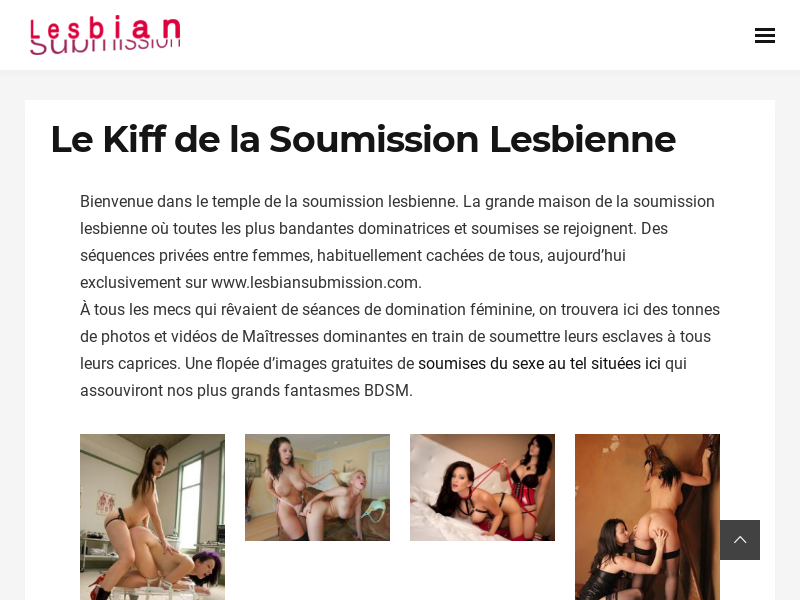 Lesbian
Submission
Le Kiff de la Soumission Lesbienne
Bienvenue dans le temple de la soumission lesbienne. La grande maison de la soumission
lesbienne où toutes les plus bandantes dominatrices et soumises se rejoignent. Des
séquences privées entre femmes, habituellement cachées de tous, aujourd’hui
exclusivement sur www.lesbiansubmission.com.
À tous les mecs qui rêvaient de séances de domination féminine, on trouvera ici des tonnes
de photos et vidéos de Maîtresses dominantes en train de soumettre leurs esclaves à tous
leurs caprices. Une flopée d’images gratuites de soumises du sexe au tel situées ici qui
assouviront nos plus grands fantasmes BDSM.